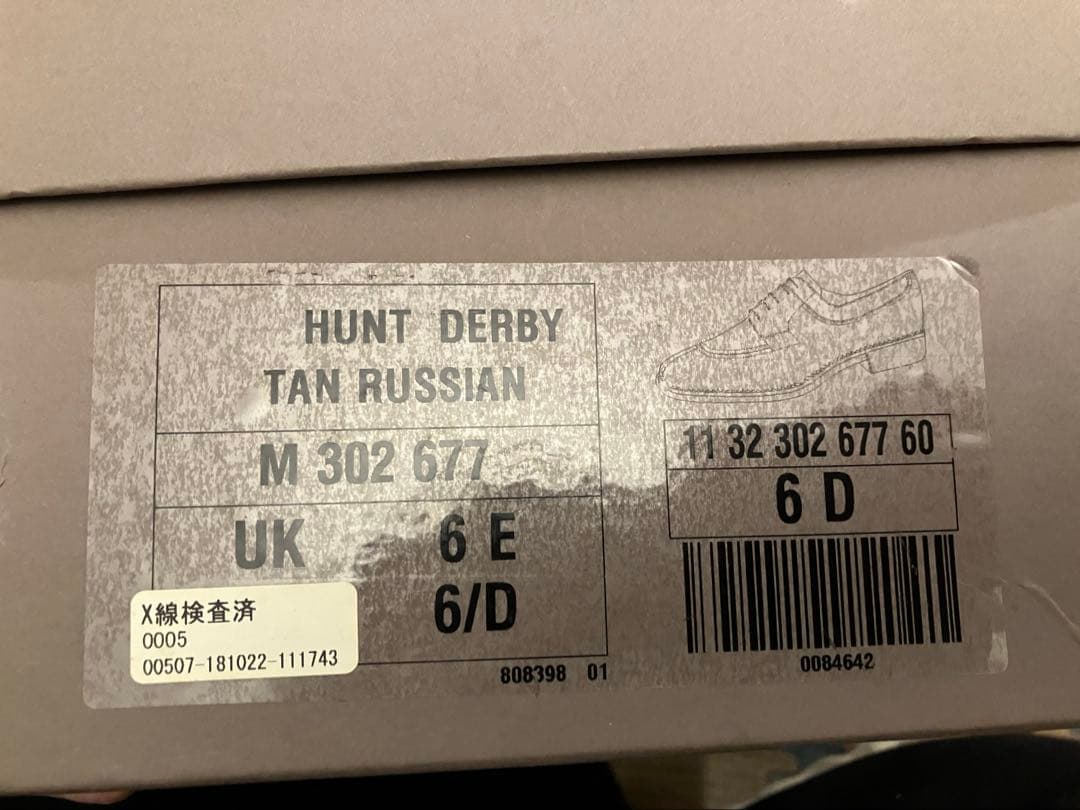 HUNT DERBY
TAN RUSSIAN
M 302 677
UK 6 E
6/D
808398 01
X線検査済
0005
00507-181022-111743
11 32 302 677 60
6 D
0084642